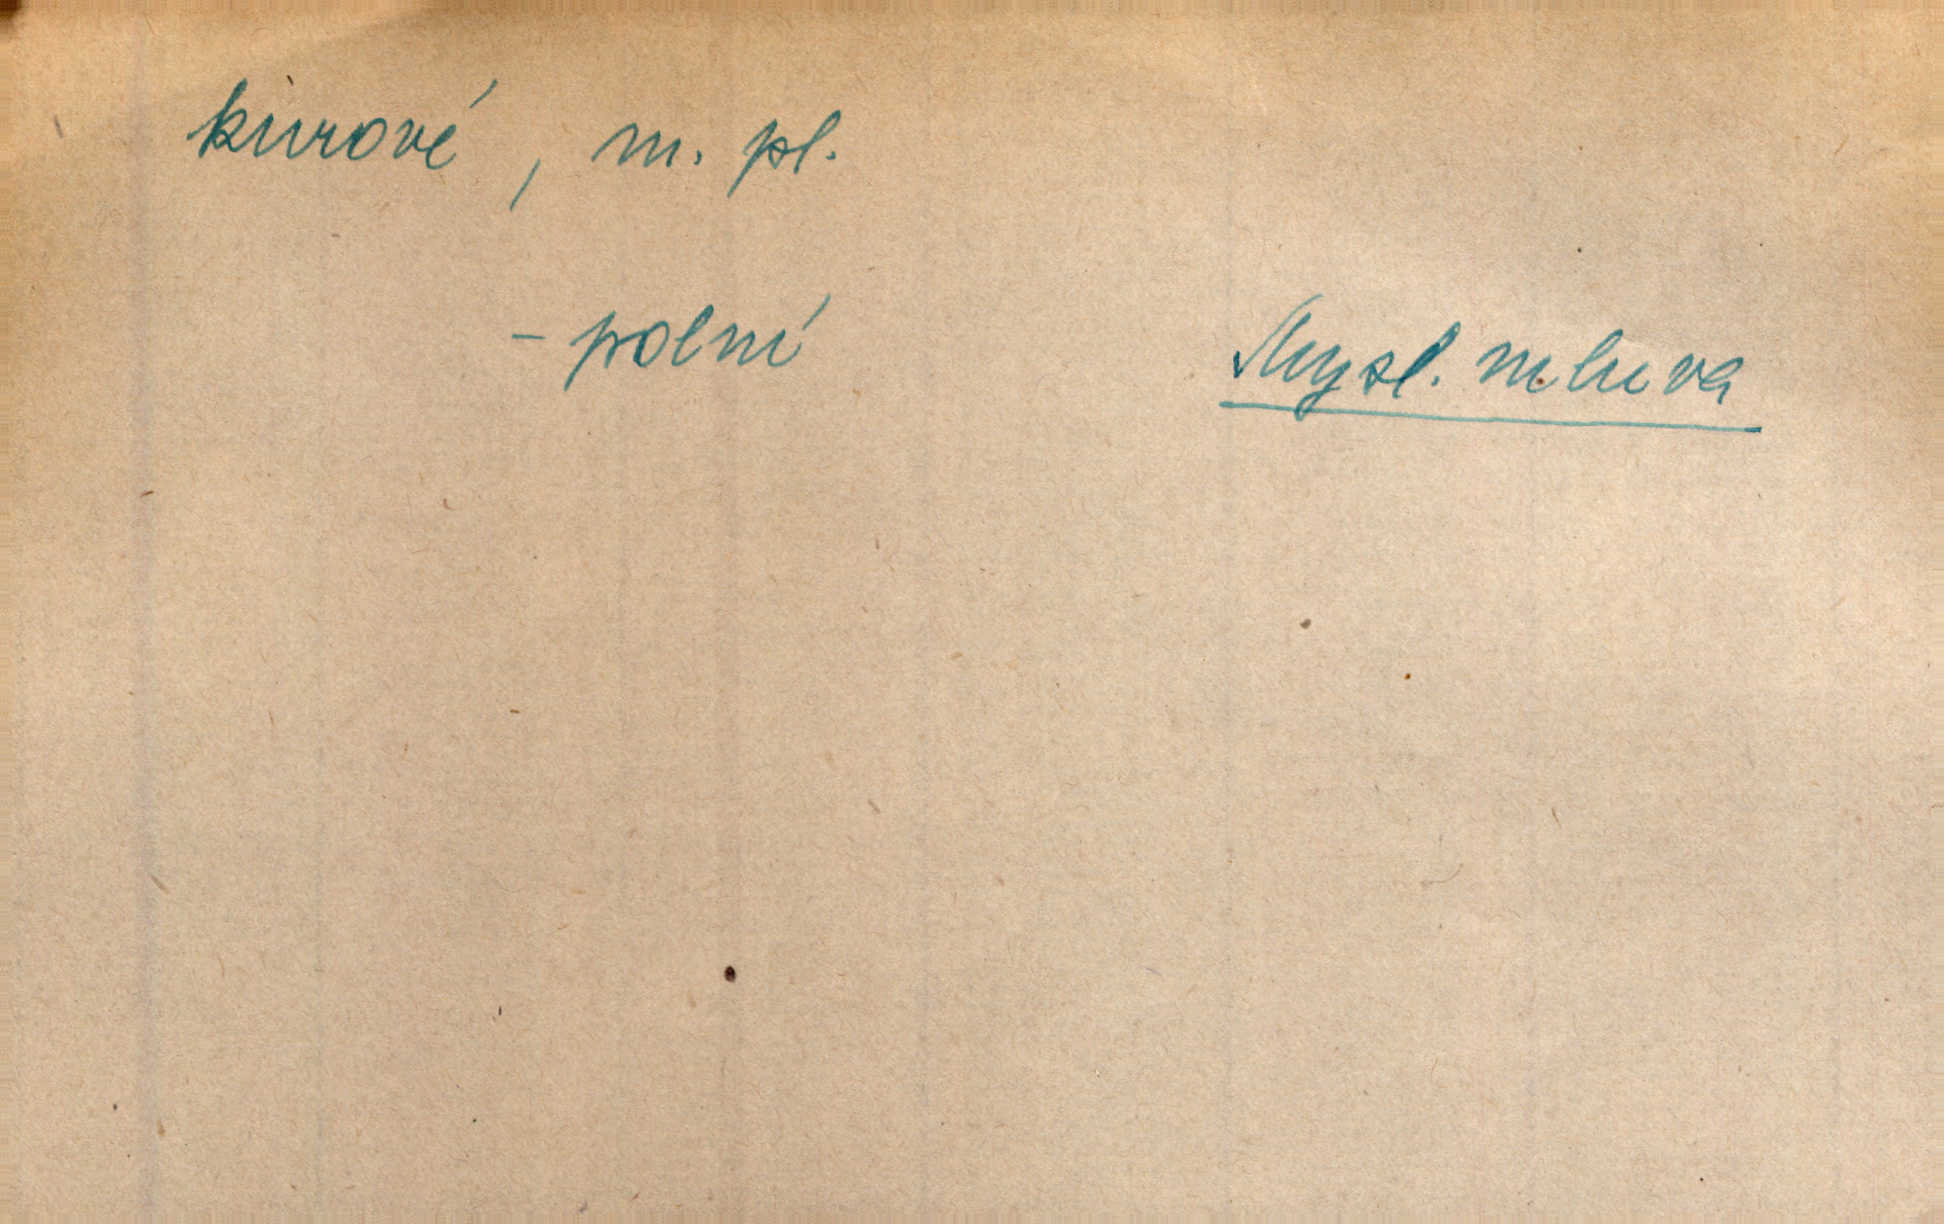 kurové, m. pl.
- polní
Mysl. mluva